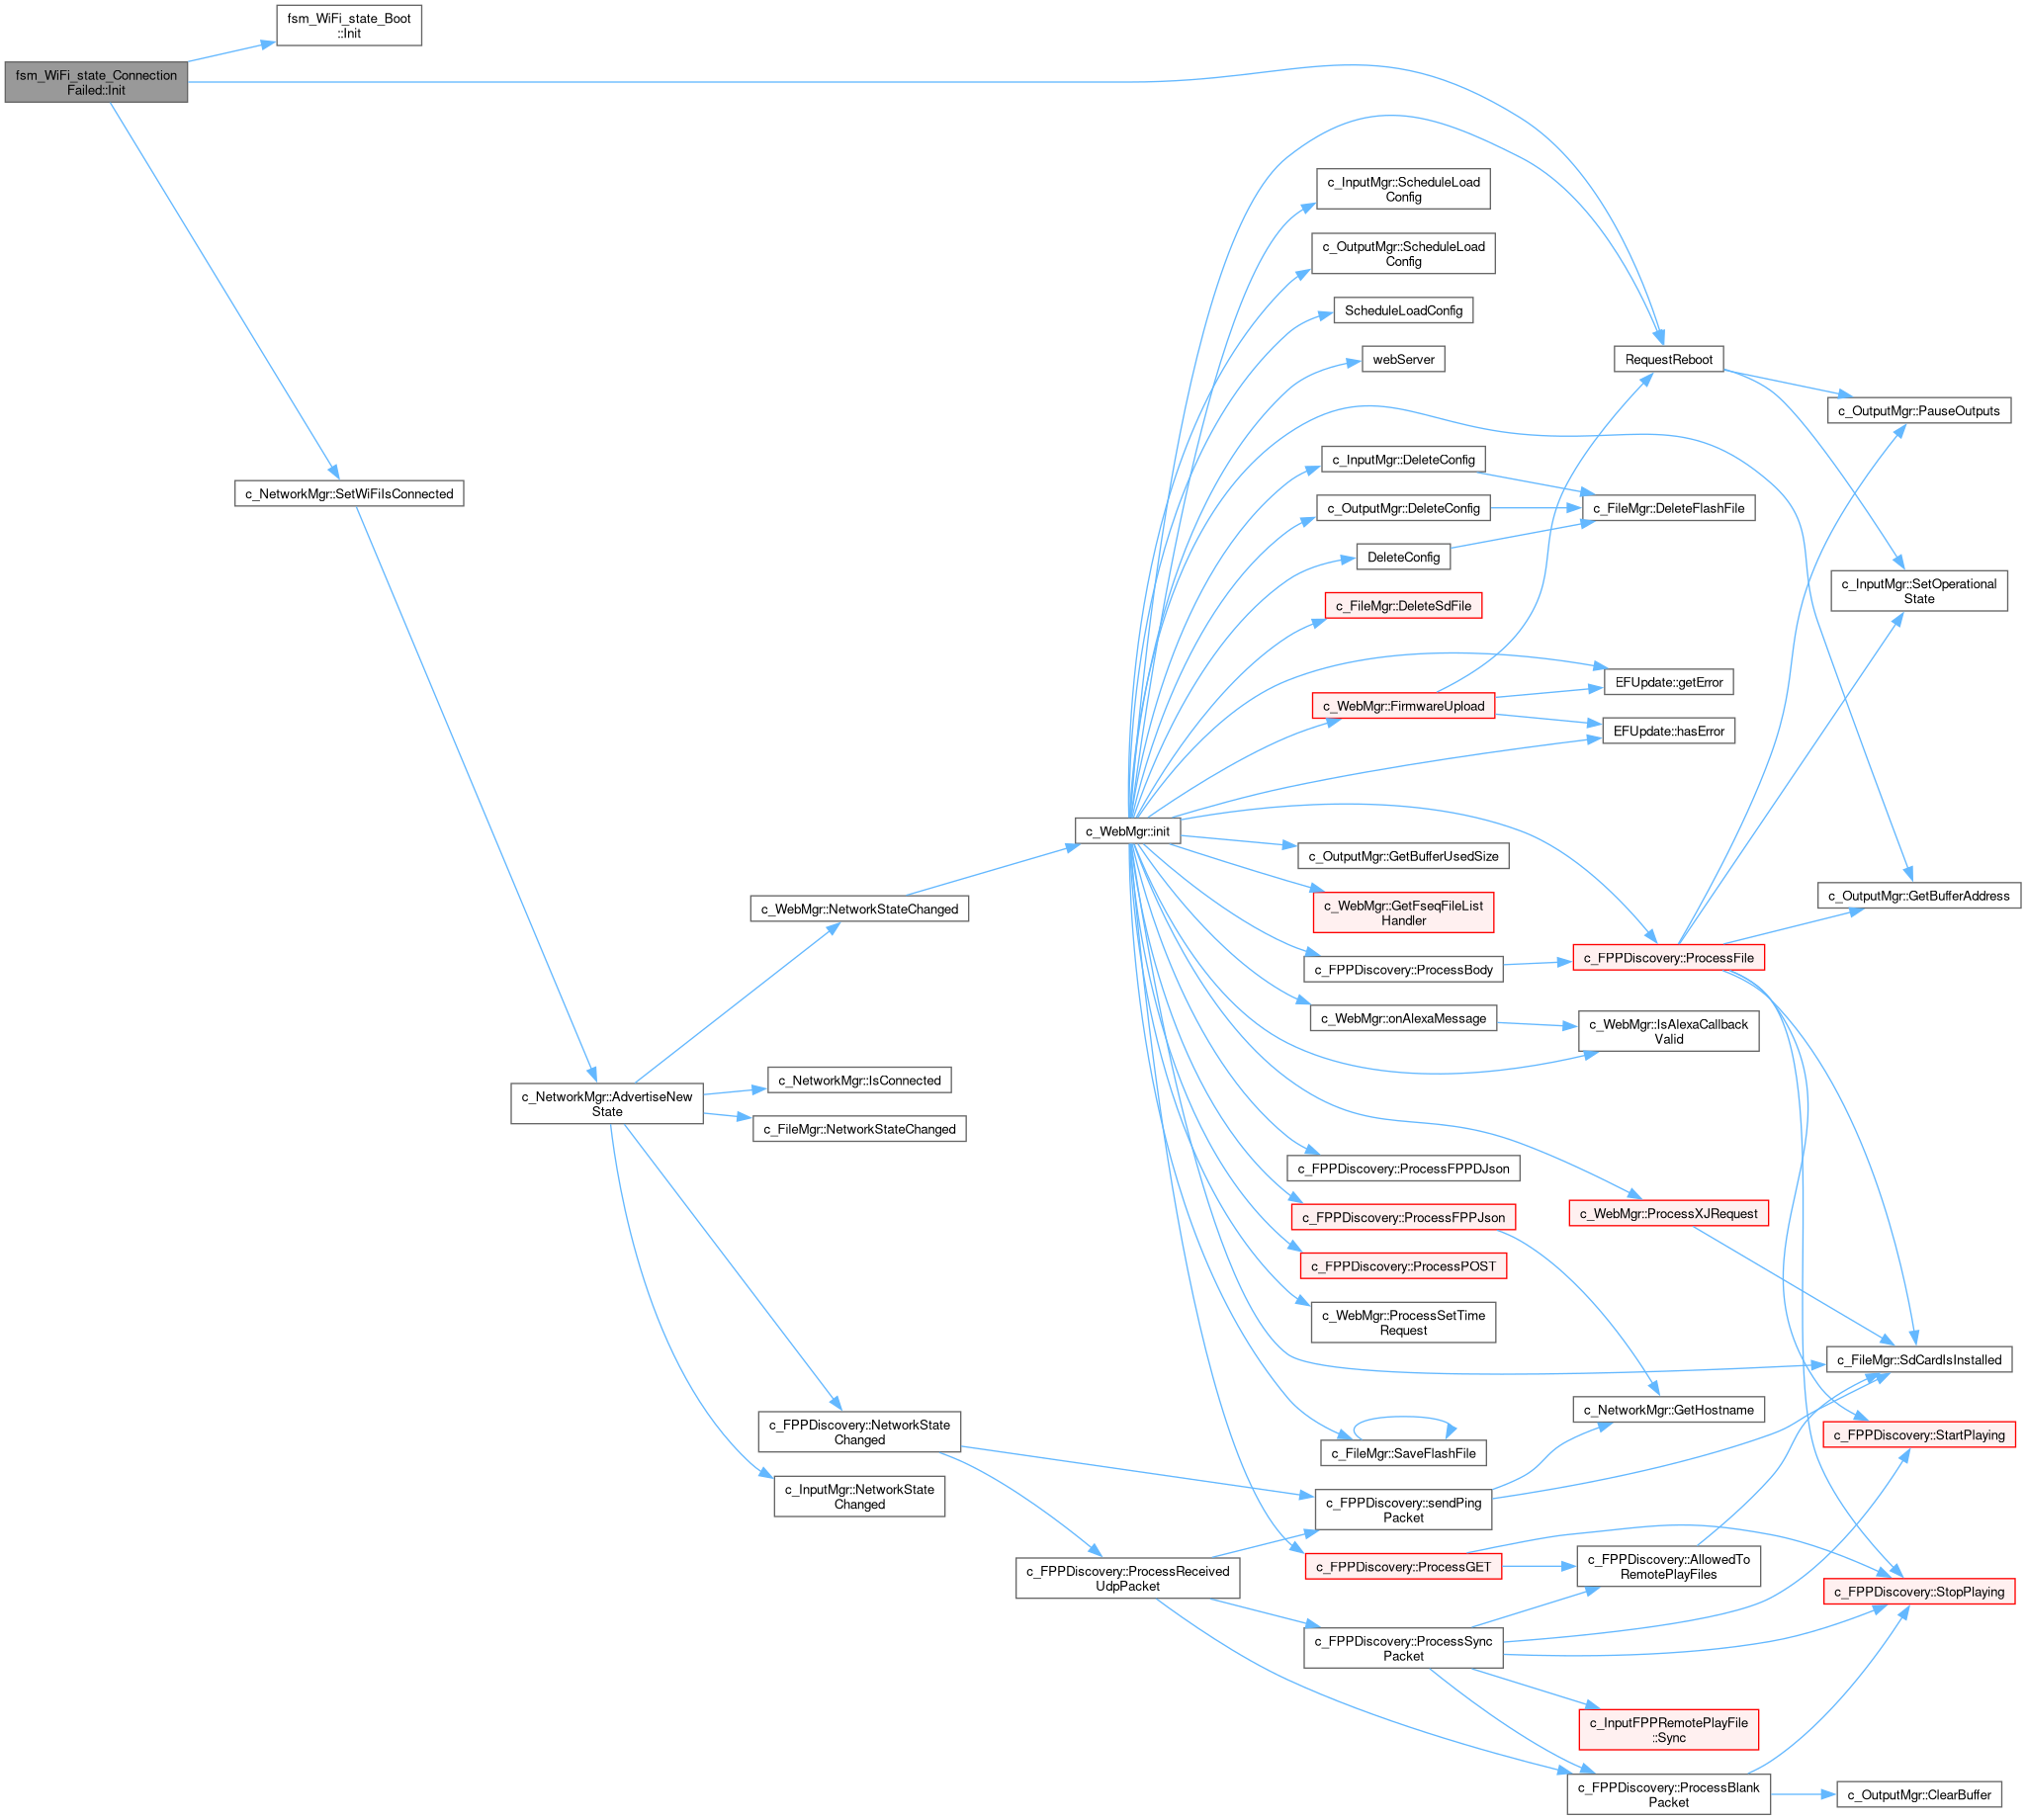 fsm_WiFi_state_Boot
::Init
fsm_WiFi_state_Connection
Failed::Init
c_NetworkMgr::SetWiFiIsConnected
c_NetworkMgr::AdvertiseNew
State
c_WebMgr::NetworkStateChanged
c_NetworkMgr::IsConnected
c_FileMgr::NetworkStateChanged
c_FPPDiscovery::NetworkState
Changed
c_InputMgr::NetworkState
Changed
c_WebMgr::init
c_FPPDiscovery::ProcessReceived
UdpPacket
c_InputMgr::ScheduleLoad
Config
c_OutputMgr::ScheduleLoad
Config
ScheduleLoadConfig
webServer
c_InputMgr::DeleteConfig
c_OutputMgr::DeleteConfig
DeleteConfig
c_FileMgr::DeleteSdFile
c_WebMgr::FirmwareUpload
c_OutputMgr::GetBufferUsedSize
c_WebMgr::GetFseqFileList
Handler
c_FPPDiscovery::ProcessBody
c_WebMgr::onAlexaMessage
c_FPPDiscovery::ProcessFPPDJson
c_FPPDiscovery::ProcessFPPJson
c_FPPDiscovery::ProcessPOST
c_WebMgr::ProcessSetTime
Request
c_FileMgr::SaveFlashFile
c_FPPDiscovery::sendPing
Packet
c_FPPDiscovery::ProcessGET
c_FPPDiscovery::ProcessSync
Packet
RequestReboot
c_FileMgr::DeleteFlashFile
EFUpdate::getError
EFUpdate::hasError
c_FPPDiscovery::ProcessFile
c_WebMgr::IsAlexaCallback
Valid
c_WebMgr::ProcessXJRequest
c_NetworkMgr::GetHostname
c_FPPDiscovery::AllowedTo
RemotePlayFiles
c_InputFPPRemotePlayFile
::Sync
c_FPPDiscovery::ProcessBlank
Packet
c_OutputMgr::PauseOutputs
c_InputMgr::SetOperational
State
c_OutputMgr::GetBufferAddress
c_FileMgr::SdCardIsInstalled
c_FPPDiscovery::StartPlaying
c_FPPDiscovery::StopPlaying
c_OutputMgr::ClearBuffer